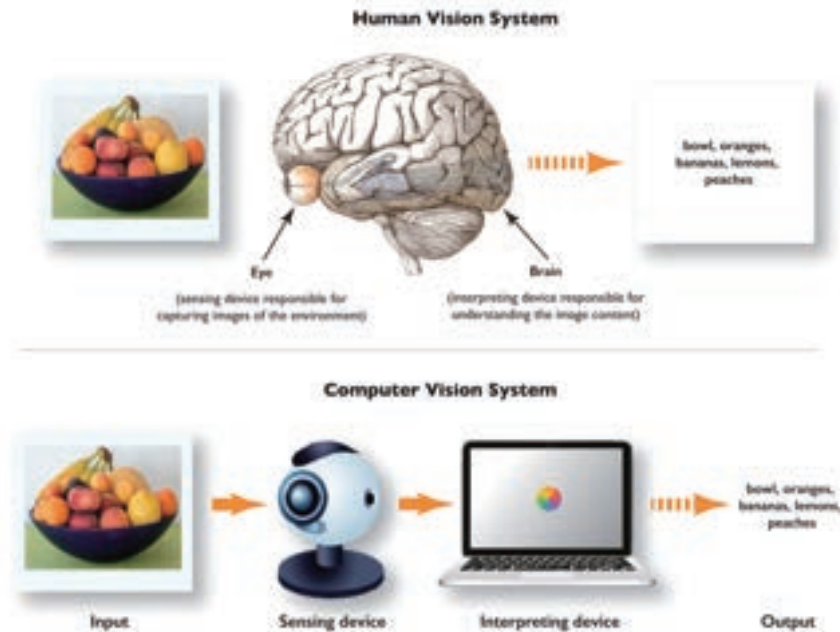 Human Vision System
bowl, oranges,
bananas, lemons,
peaches
Eye
(sensing device responsible for
capturing images of the environment)
Brain
(interpreting device responsible for
understanding the image content)
Computer Vision System
bowl, oranges,
bananas, lemons,
peaches
Input
Sensing device
Interpreting device
Output